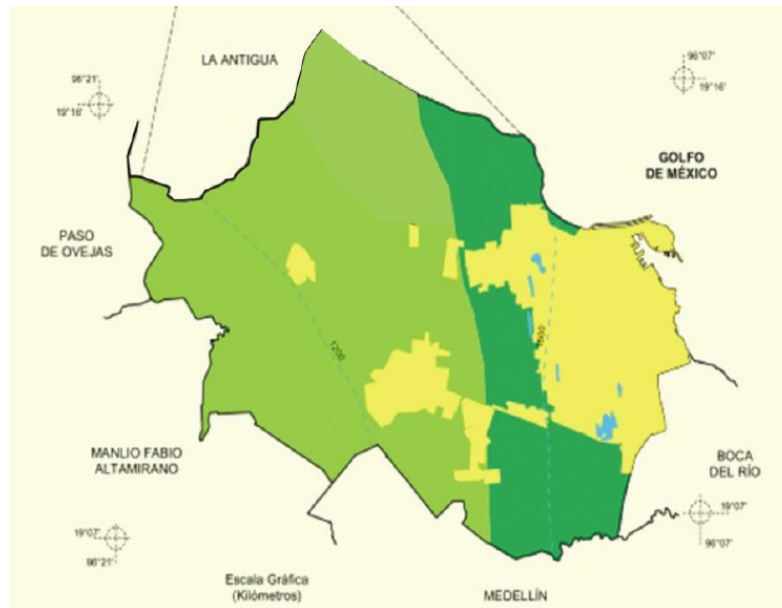 LA ANTIGUA
96°21'
19°16'
96°07'
19°16'
GOLFO
DE MÉXICO
PASO
DE OVEJAS
1200
1600
MANLIO FABIO
ALTAMIRANO
BOCA
DEL RÍO
19°07'
96°21'
19°07'
96°07'
Escala Gráfica
(Kilómetros)
MEDELLÍN